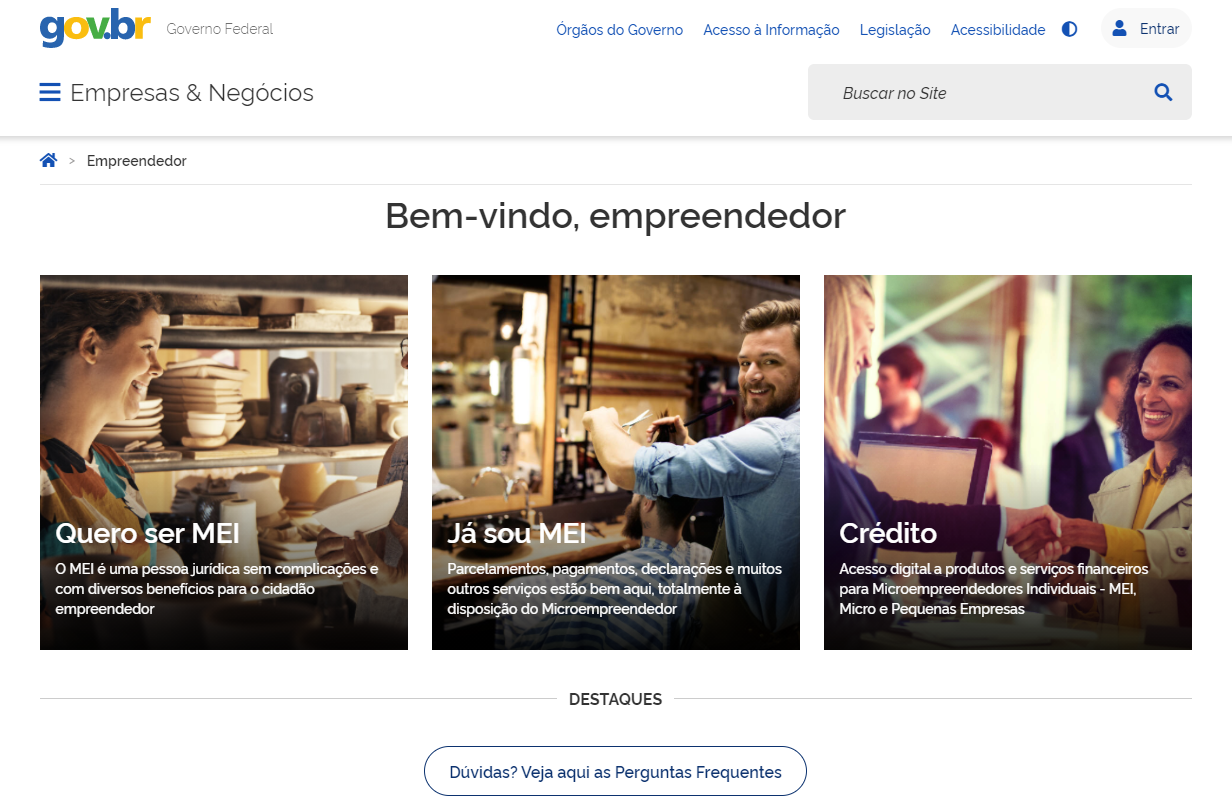 gov.br Governo Federal
Órgãos do Governo Acesso à Informação Legislação Acessibilidade Entrar
Empresas & Negócios
Buscar no Site
> Empreendedor
Bem-vindo, empreendedor
Quero ser MEI
O MEI é uma pessoa jurídica sem complicações e
com diversos benefícios para o cidadão
empreendedor
Já sou MEI
Parcelamentos, pagamentos, declarações e muitos
outros serviços estão bem aqui, totalmente à
disposição do Microempreendedor
Crédito
Acesso digital a produtos e serviços financeiros
para Microempreendedores Individuais - MEI,
Micro e Pequenas Empresas
DESTAQUES
Dúvidas? Veja aqui as Perguntas Frequentes